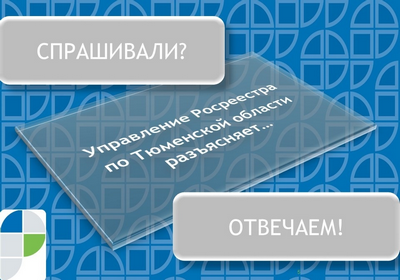 СПРАШИВАЛИ?
Управление Росреестра
по Тюменской области
разъясняет...
ОТВЕЧАЕМ!